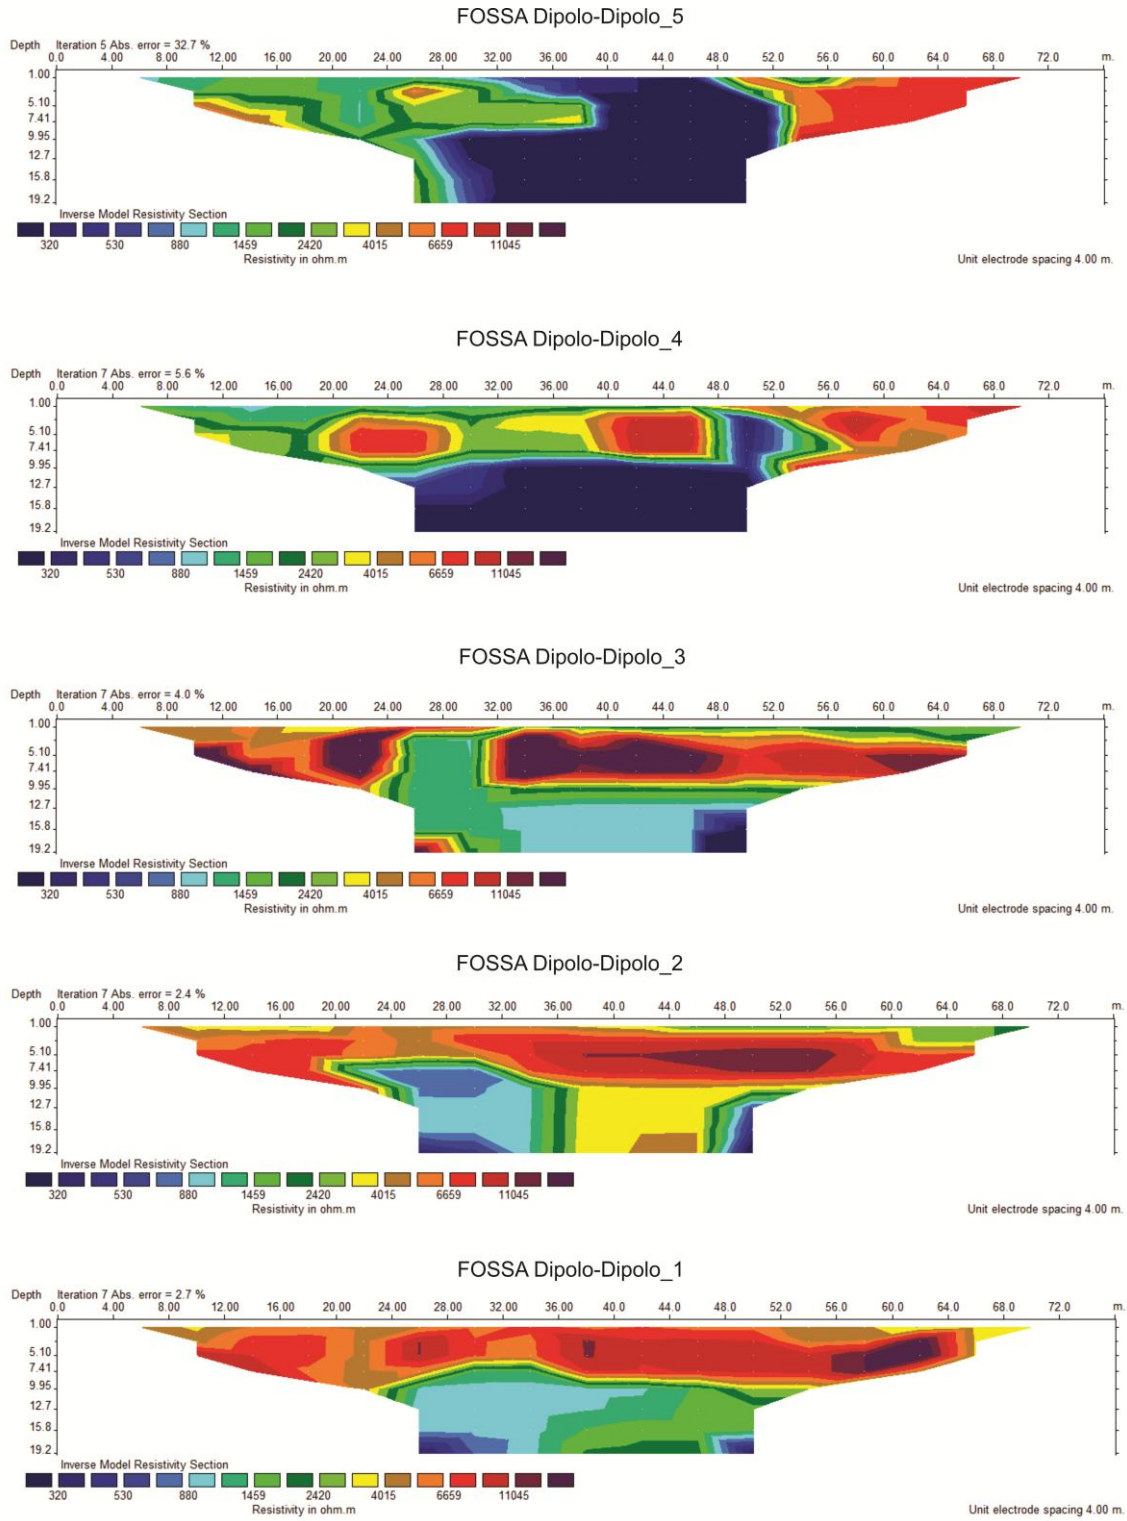 FOSSA Dipolo-Dipolo_5
Depth Iteration 5 Abs. error = 32.7 %
0.0 4.00 8.00 12.00 16.00 20.00 24.00 28.00 32.00 36.00 40.0 44.0 48.0 52.0 56.0 60.0 64.0 68.0 72.0 m.
1.00
5.10
7.41
9.95
12.7
15.8
19.2
Inverse Model Resistivity Section
320 530 880 1459 2420 4015 6659 11045
Resistivity in ohm.m Unit electrode spacing 4.00 m.
FOSSA Dipolo-Dipolo_4
Depth Iteration 7 Abs. error = 5.6 %
0.0 4.00 8.00 12.00 16.00 20.00 24.00 28.00 32.00 36.00 40.0 44.0 48.0 52.0 56.0 60.0 64.0 68.0 72.0 m.
1.00
5.10
7.41
9.95
12.7
15.8
19.2
Inverse Model Resistivity Section
320 530 880 1459 2420 4015 6659 11045
Resistivity in ohm.m Unit electrode spacing 4.00 m.
FOSSA Dipolo-Dipolo_3
Depth Iteration 7 Abs. error = 4.0 %
0.0 4.00 8.00 12.00 16.00 20.00 24.00 28.00 32.00 36.00 40.0 44.0 48.0 52.0 56.0 60.0 64.0 68.0 72.0 m.
1.00
5.10
7.41
9.95
12.7
15.8
19.2
Inverse Model Resistivity Section
320 530 880 1459 2420 4015 6659 11045
Resistivity in ohm.m Unit electrode spacing 4.00 m.
FOSSA Dipolo-Dipolo_2
Depth Iteration 7 Abs. error = 2.4 %
0.0 4.00 8.00 12.00 16.00 20.00 24.00 28.00 32.00 36.00 40.0 44.0 48.0 52.0 56.0 60.0 64.0 68.0 72.0 m.
1.00
5.10
7.41
9.95
12.7
15.8
19.2
Inverse Model Resistivity Section
320 530 880 1459 2420 4015 6659 11045
Resistivity in ohm.m Unit electrode spacing 4.00 m.
FOSSA Dipolo-Dipolo_1
Depth Iteration 7 Abs. error = 2.7 %
0.0 4.00 8.00 12.00 16.00 20.00 24.00 28.00 32.00 36.00 40.0 44.0 48.0 52.0 56.0 60.0 64.0 68.0 72.0 m.
1.00
5.10
7.41
9.95
12.7
15.8
19.2
Inverse Model Resistivity Section
320 530 880 1459 2420 4015 6659 11045
Resistivity in ohm.m Unit electrode spacing 4.00 m.